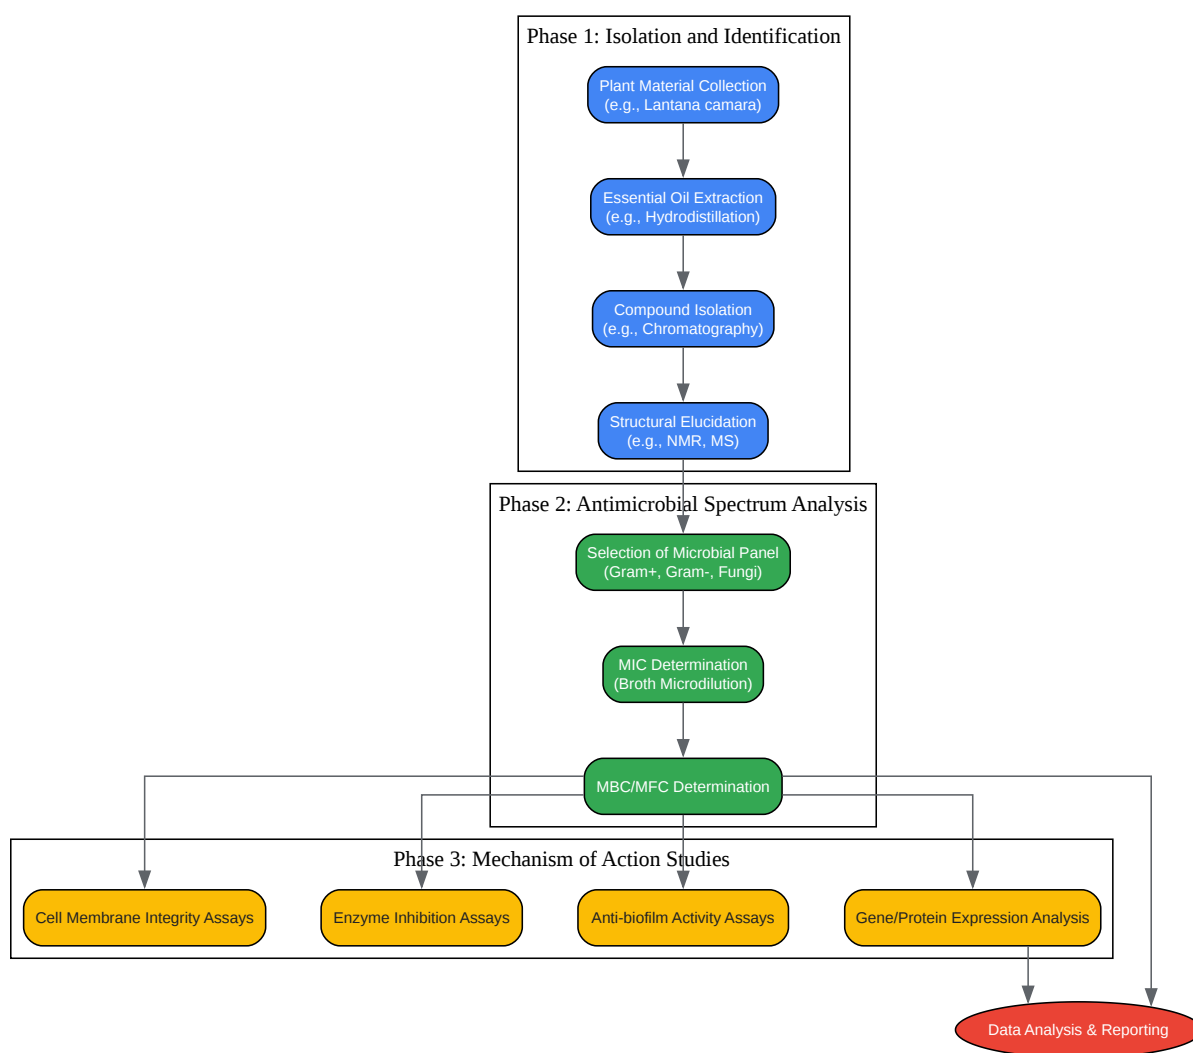 Phase 1: Isolation and Identification
Plant Material Collection
(e.g., Lantana camara)
Essential Oil Extraction
(e.g., Hydrodistillation)
Compound Isolation
(e.g., Chromatography)
Structural Elucidation
(e.g., NMR, MS)
Phase 2: Antimicrobial Spectrum Analysis
Selection of Microbial Panel
(Gram+, Gram-, Fungi)
MIC Determination
(Broth Microdilution)
MBC/MFC Determination
Phase 3: Mechanism of Action Studies
Cell Membrane Integrity Assays
Enzyme Inhibition Assays
Anti-biofilm Activity Assays
Gene/Protein Expression Analysis
Data Analysis & Reporting